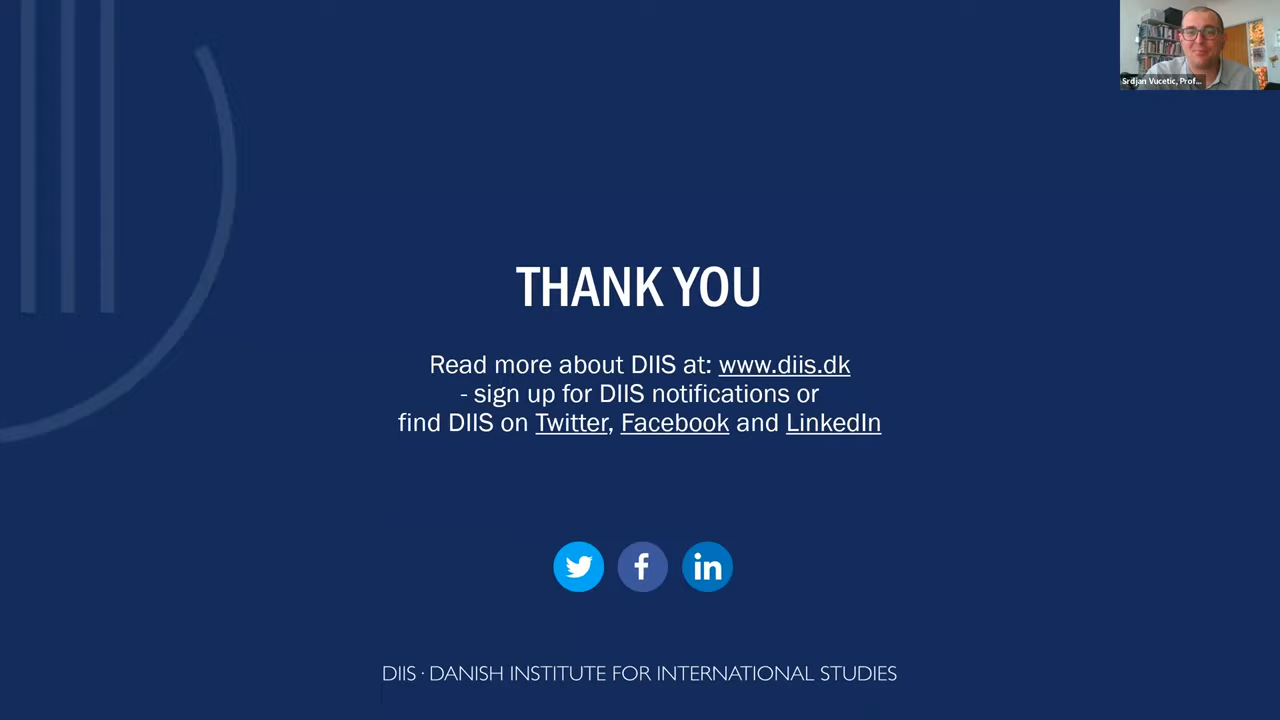 Srdjan Vucetic, Prof...
THANK YOU
Read more about DIIS at: www.diis.dk
- sign up for DIIS notifications or
find DIIS on Twitter, Facebook and LinkedIn
f
in
DIIS · DANISH INSTITUTE FOR INTERNATIONAL STUDIES